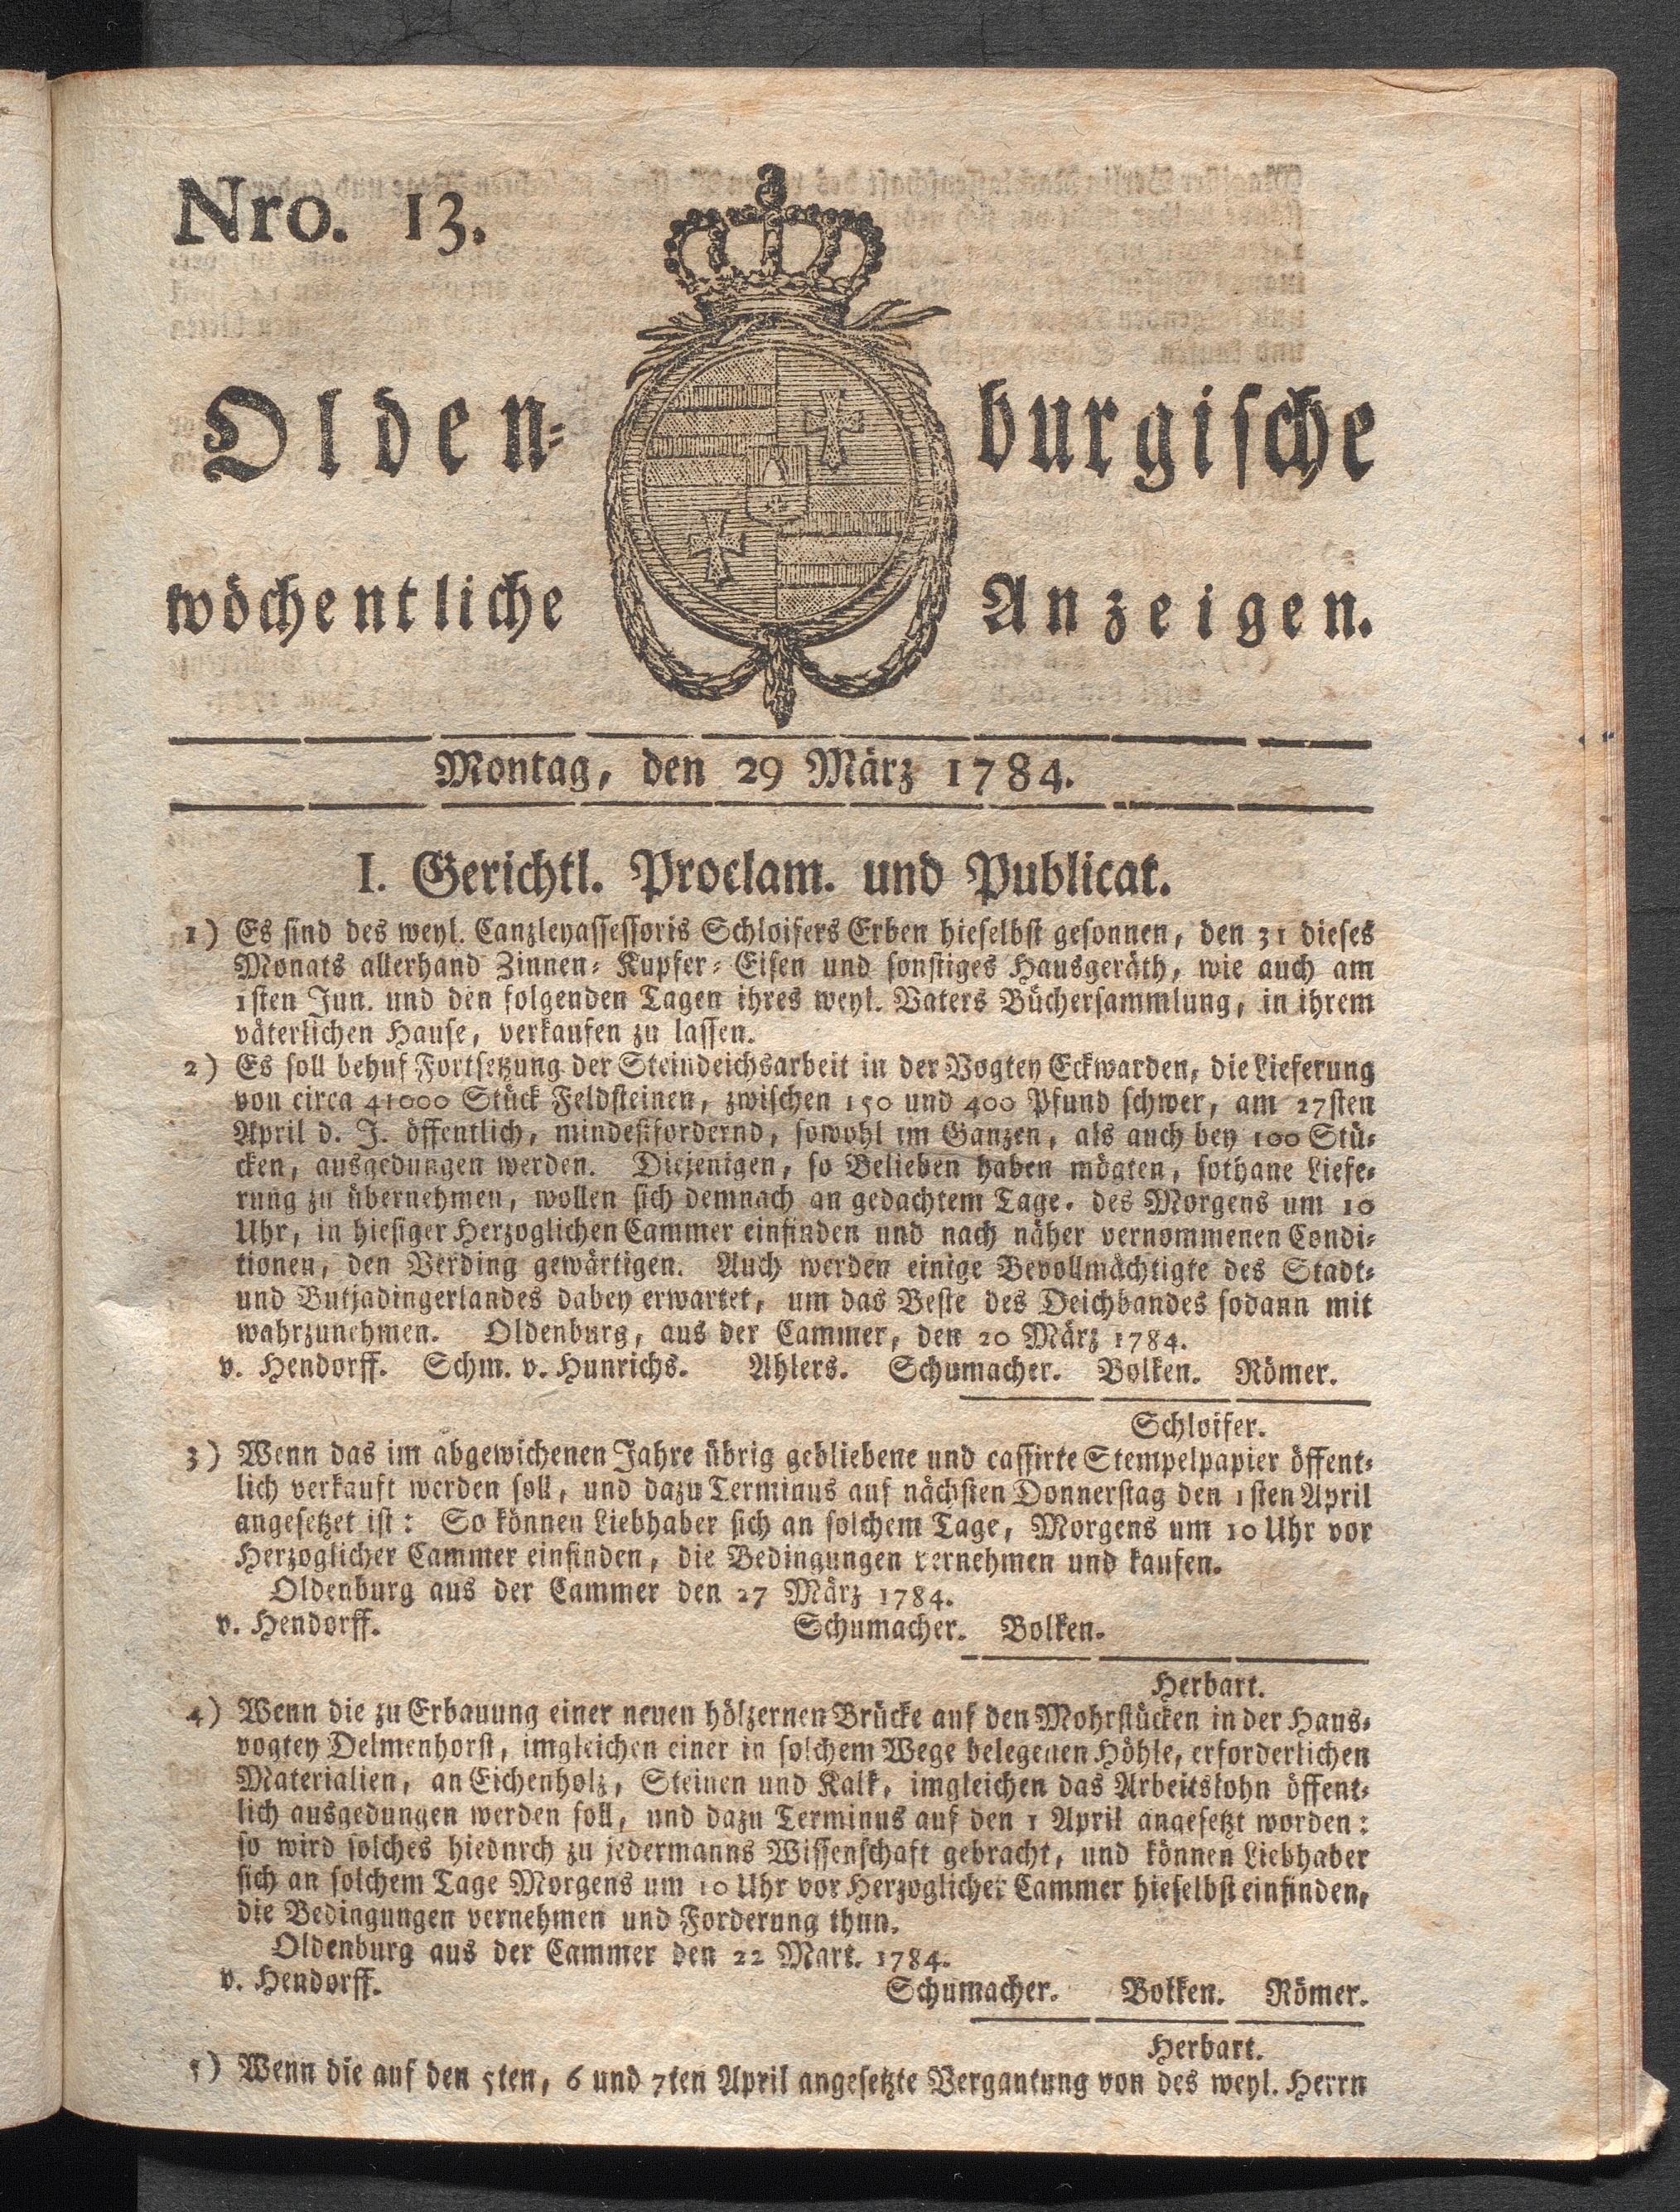 Nro. 13.
Olden-burgische
wöchentliche Anzeigen.
Montag, den 29 März 1784.
I. Gerichtl. Proclam. und Publicat.
1) Es sind des weyl. Canzleyassessoris Schloifers Erben hieselbst gesonnen, den 31 dieses
Monats allerhand Zinnen- Kupfer- Eisen und sonstiges Hausgeräth, wie auch am
1sten Jun. und den folgenden Tagen ihres weyl. Vaters Büchersammlung, in ihrem
väterlichen Hause, verkaufen zu lassen.
2) Es soll behuf Fortsetzung der Steindeichsarbeit in der Vogtey Eckwarden, die Lieferung
von circa 41000 Stück Feldsteinen, zwischen 150 und 400 Pfund schwer, am 27sten
April d. J. öffentlich, mindestfordernd, sowohl im Ganzen, als auch bey 100 Stü-
cken, ausgedungen werden. Diejenigen, so Belieben haben mögten, sothane Liefe-
rung zu übernehmen, wollen sich demnach an gedachtem Tage. des Morgens um 10
Uhr, in hiesiger Herzoglichen Cammer einfinden und nach näher vernommenen Condi-
tionen, den Verding gewärtigen. Auch werden einige Bevollmächtigte des Stadt-
und Butjadingerlandes dabey erwartet, um das Beste des Deichbandes sodann mit
wahrzunehmen. Oldenburg, aus der Cammer, den 20 März 1784.
v. Hendorff. Schm. v. Hunrichs. Ahlers. Schumacher. Bolken. Römer.
Schloifer.
3) Wenn das im abgewichenen Jahre übrig gebliebene und cassirte Stempelpapier öffent-
lich verkauft werden soll, und dazu Terminus auf nächsten Donnerstag den 1sten April
angesetzet ist: So können Liebhaber sich an solchem Tage, Morgens um 10 Uhr vor
Herzoglicher Cammer einfinden, die Bedingungen vernehmen und kaufen.
Oldenburg aus der Cammer den 27 März 1784.
v. Hendorff. Schumacher. Bolken.
Herbart.
4) Wenn die zu Erbauung einer neuen hölzernen Brücke auf den Mohrstücken in der Haus-
vogtey Delmenhorst, imgleichen einer in solchem Wege belegenen Höhle, erforderlichen
Materialien, an Eichenholz, Steinen und Kalk, imgleichen das Arbeitslohn öffent-
lich ausgedungen werden soll, und dazu Terminus auf den 1 April angesetzt worden:
so wird solches hiedurch zu jedermanns Wissenschaft gebracht, und können Liebhaber
sich an solchem Tage Morgens um 10 Uhr vor Herzoglicher Cammer hieselbst einfinden,
die Bedingungen vernehmen und Forderung thun.
Oldenburg aus der Cammer den 22 Mart. 1784.
v. Hendorff. Schumacher. Bolken. Römer.
Herbart.
5) Wenn die auf den 5ten, 6 und 7ten April angesetzte Vergantung von des weyl. Herrn